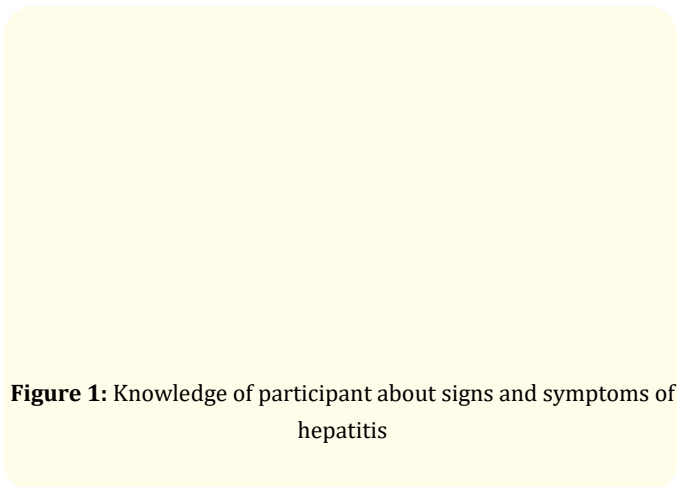 Figure 1: Knowledge of participant about signs and symptoms of
hepatitis